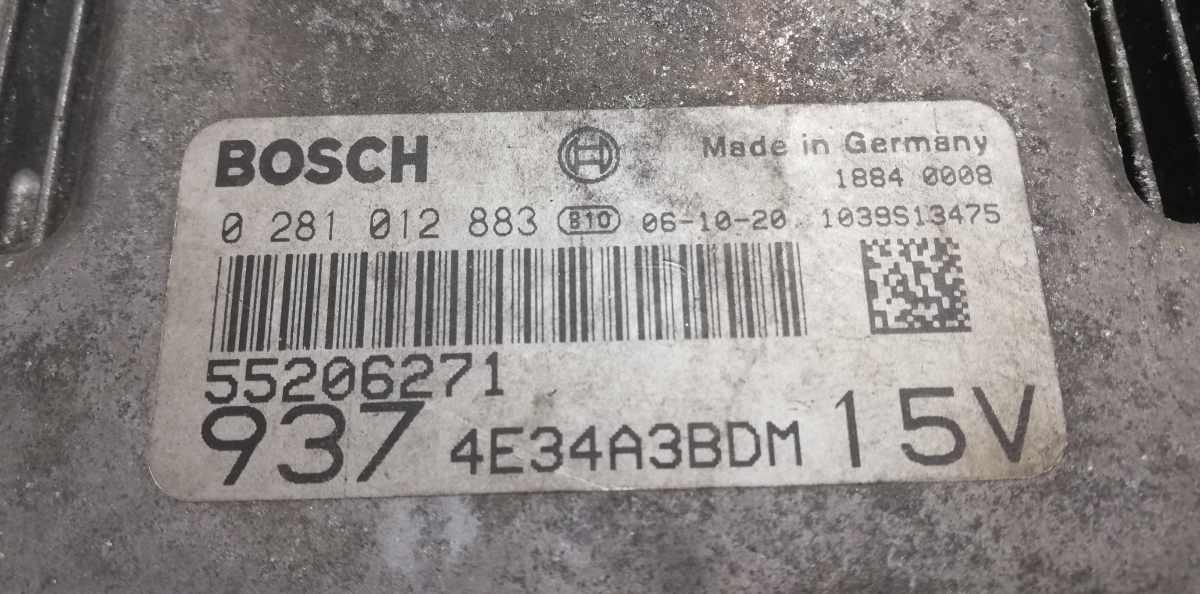 BOSCH Made in Germany
1884 0008
0 281 012 883 B10 06-10-20 1039S13475
55206271
937 4E34A3BDM 15V